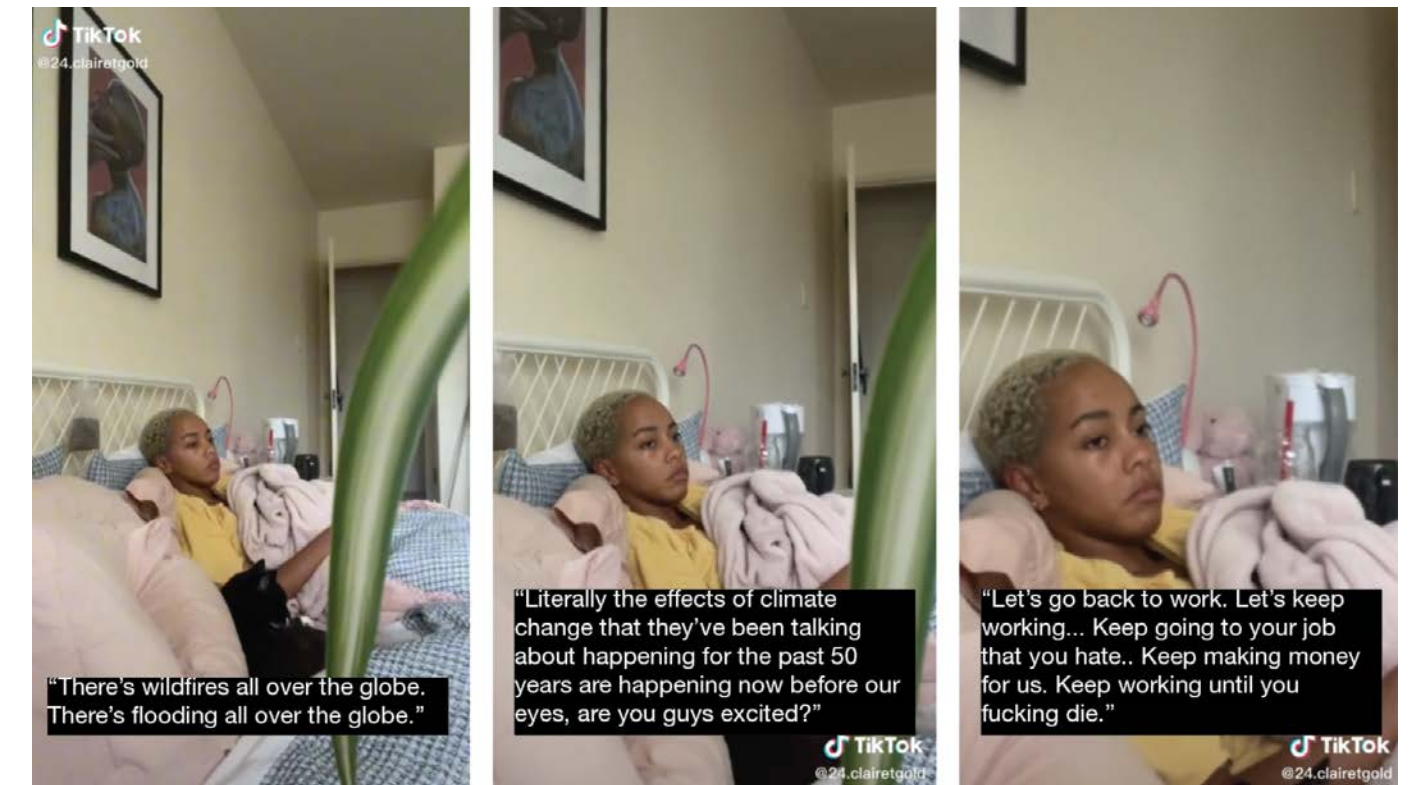 TikTok
@24.clairetgold
“There’s wildfires all over the globe.
There’s flooding all over the globe.”
“Literally the effects of climate
change that they’ve been talking
about happening for the past 50
years are happening now before our
eyes, are you guys excited?”
TikTok
@24.clairetgold
“Let’s go back to work. Let’s keep
working... Keep going to your job
that you hate.. Keep making money
for us. Keep working until you
fucking die.”
TikTok
@24.clairetgold